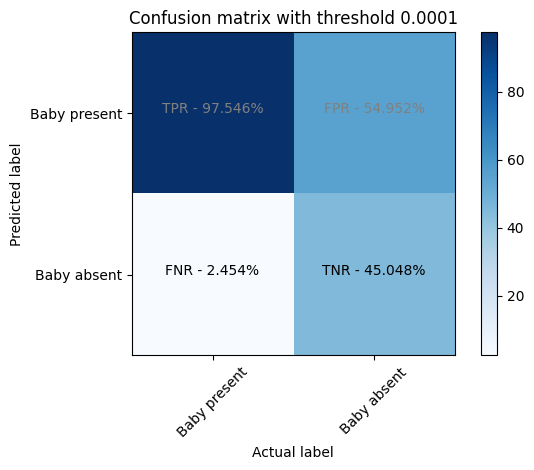 Confusion matrix with threshold 0.0001
Predicted label
Baby present
TPR - 97.546%
FPR - 54.952%
Baby absent
FNR - 2.454%
TNR - 45.048%
80
60
40
20
Baby present
Baby absent
Actual label